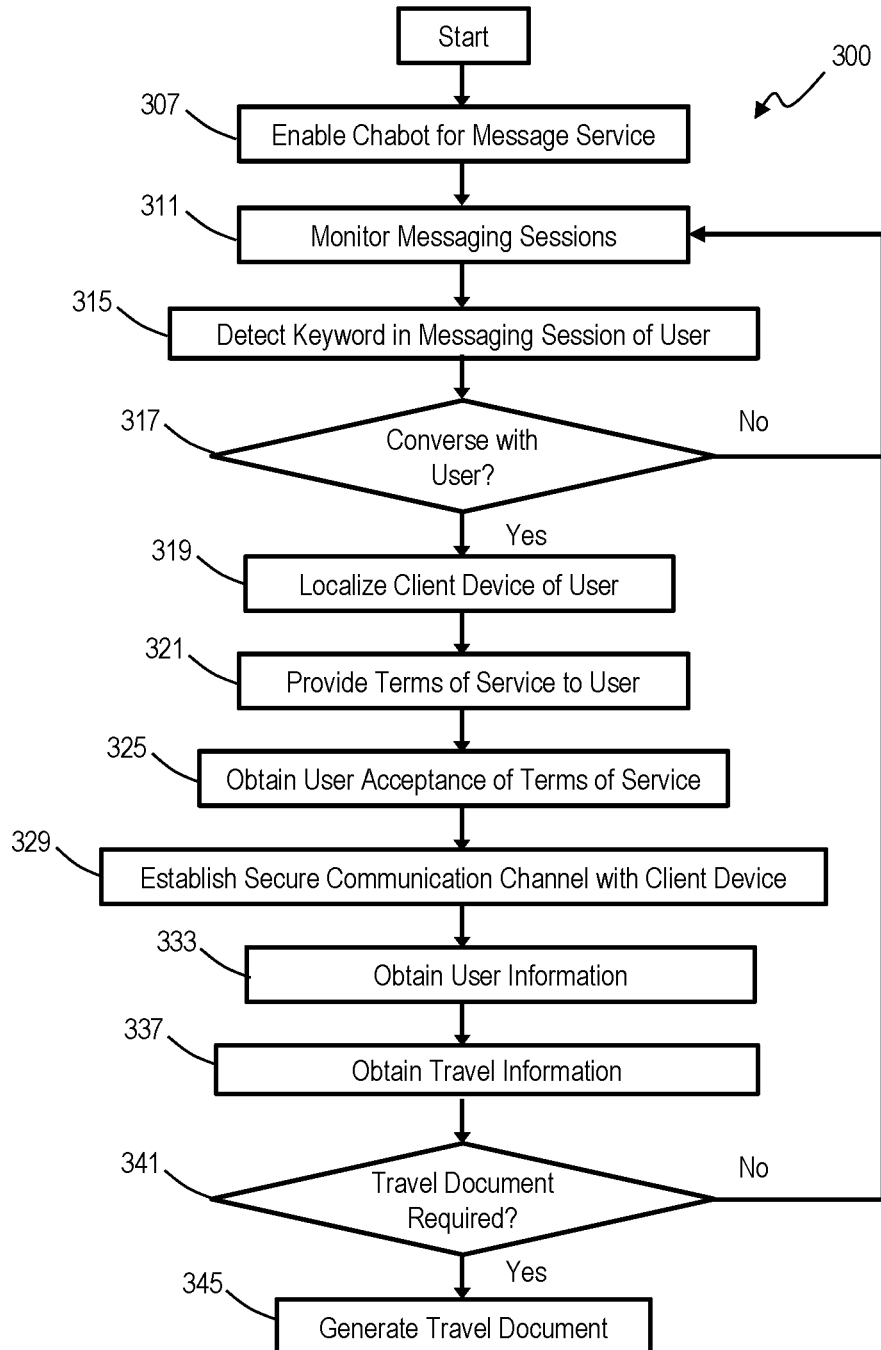 Start
300
307
Enable Chabot for Message Service
311
Monitor Messaging Sessions
315
Detect Keyword in Messaging Session of User
317
Converse with
User?
No
Yes
319
Localize Client Device of User
321
Provide Terms of Service to User
325
Obtain User Acceptance of Terms of Service
329
Establish Secure Communication Channel with Client Device
333
Obtain User Information
337
Obtain Travel Information
341
Travel Document
Required?
No
Yes
345
Generate Travel Document